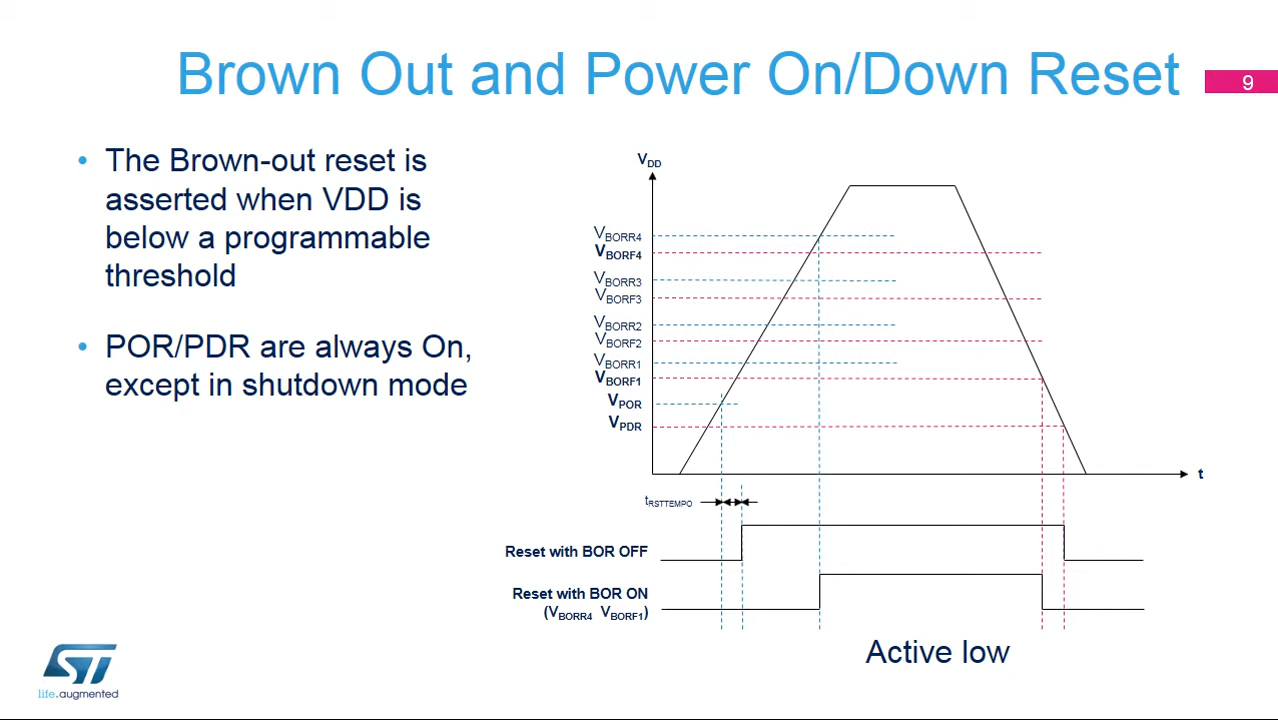 Brown Out and Power On/Down Reset
9
• The Brown-out reset is
asserted when VDD is
below a programmable
threshold
• POR/PDR are always On,
except in shutdown mode
VDD
VBORR4
VBORF4
VBORR3
VBORF3
VBORR2
VBORF2
VBORR1
VBORF1
VPOR
VPDR
t
tRSTTEMPO
Reset with BOR OFF
Reset with BOR ON
(VBORR4 VBORF1)
Active low
ST
life.augmented